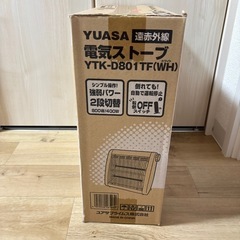 YUASA 遠赤外線
電気ストーブ
YTK-D801TF(WH)
シンプル操作!
強弱パワー
2段切替
800W/400W
倒れても!
自動で運転停止
転倒OFF
スイッチ
ユアサプライムス株式会社